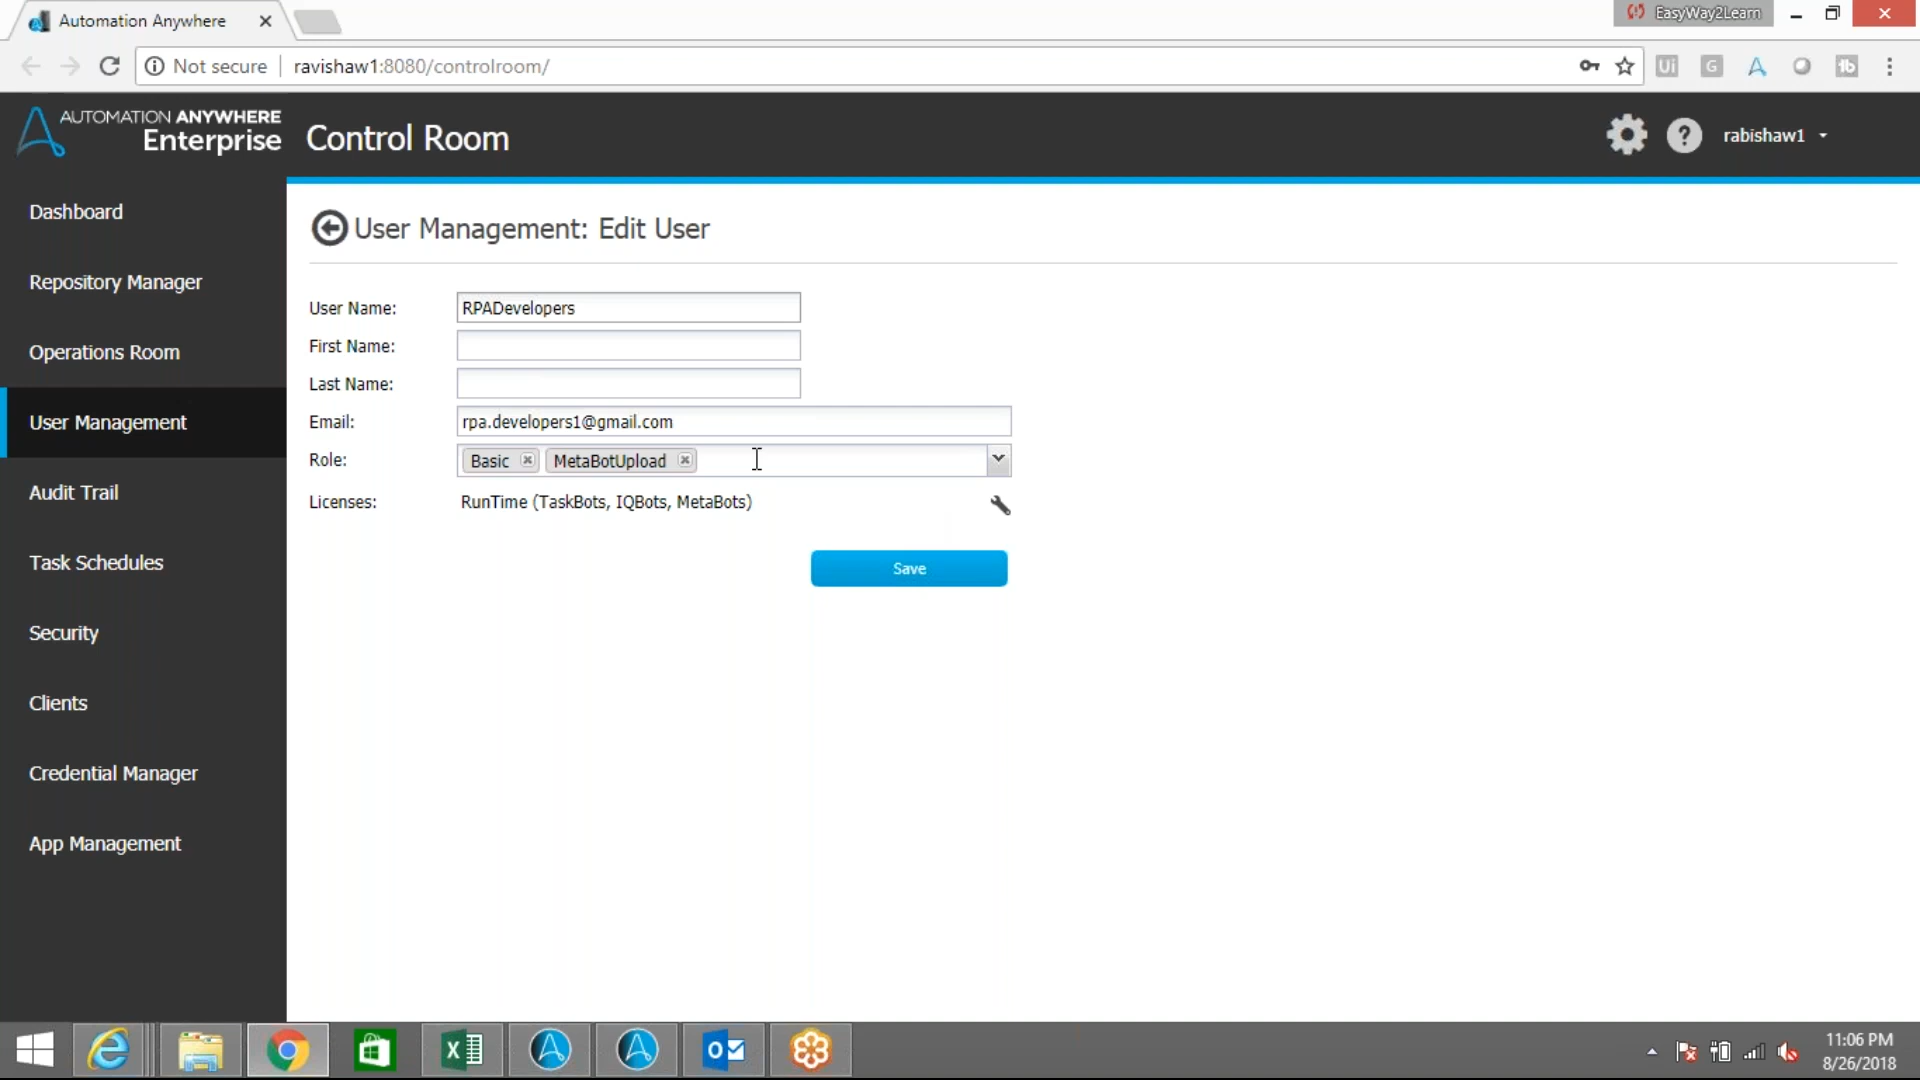 Automation Anywhere
EasyWay2Learn
Not secure
ravishaw1:8080/controlroom/
Ui
G
tb
AUTOMATION ANYWHERE
Enterprise
Control Room
rabishaw1
Dashboard
Repository Manager
Operations Room
User Management
Audit Trail
Task Schedules
Security
Clients
Credential Manager
App Management
User Management: Edit User
User Name: RPADevelopers
First Name:
Last Name:
Email: rpa.developers1@gmail.com
Role: Basic MetaBotUpload
Licenses: RunTime (TaskBots, IQBots, MetaBots)
Save
11:06 PM
8/26/2018